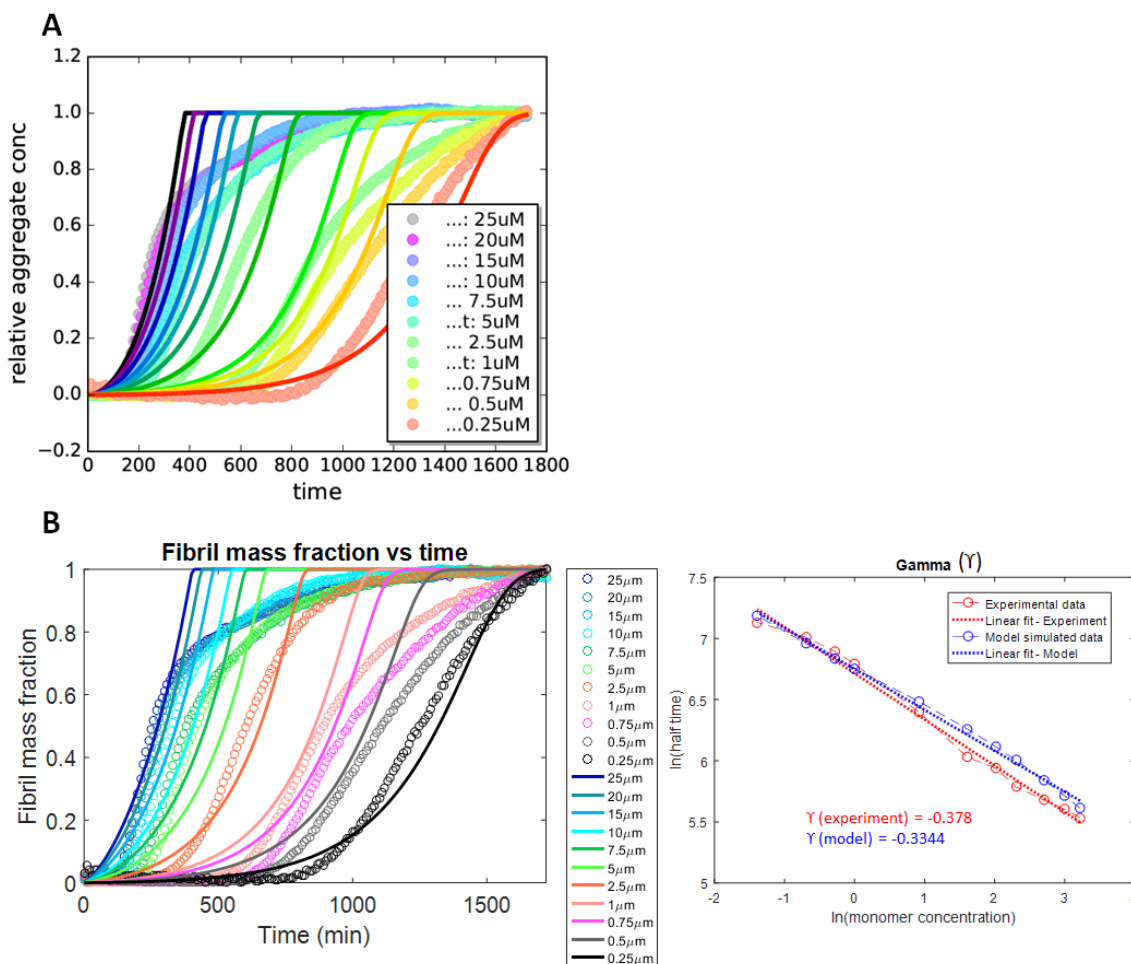 A
1.2
1.0
0.8
0.6
0.4
0.2
0.0
−0.2
relative aggregate conc
0 200 400 600 800 1000 1200 1400 1600 1800
time
...: 25uM
...: 20uM
...: 15uM
...: 10uM
... 7.5uM
...t: 5uM
... 2.5uM
...t: 1uM
...0.75uM
... 0.5uM
...0.25uM
B
Fibril mass fraction vs time
1
0.8
0.6
0.4
0.2
0
Fibril mass fraction
0 500 1000 1500
Time (min)
25μm
20μm
15μm
10μm
7.5μm
5μm
2.5μm
1μm
0.75μm
0.5μm
0.25μm
25μm
20μm
15μm
10μm
7.5μm
5μm
2.5μm
1μm
0.75μm
0.5μm
0.25μm
Gamma (ϒ)
7.5
7
6.5
6
5.5
5
ln(half time)
Experimental data
Linear fit - Experiment
Model simulated data
Linear fit - Model
ϒ (experiment) = -0.378
ϒ (model) = -0.3344
-2 -1 0 1 2 3 4
ln(monomer concentration)